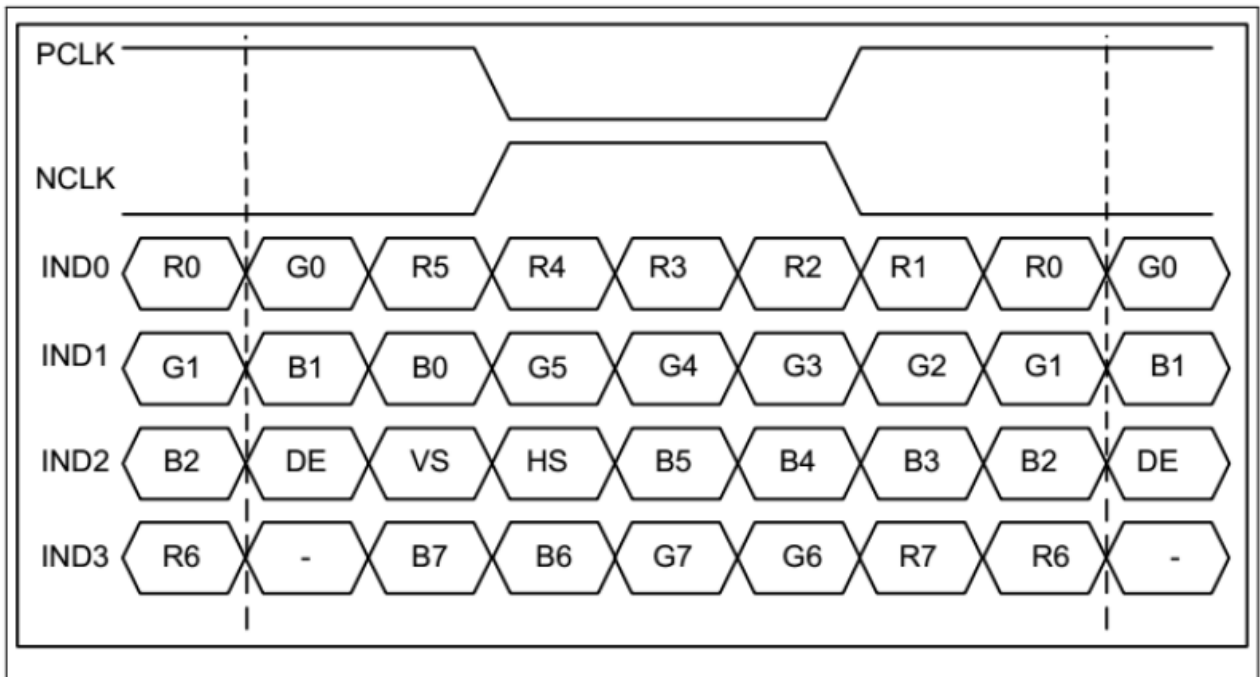 PCLK
NCLK
IND0 R0 G0 R5 R4 R3 R2 R1 R0 G0
IND1 G1 B1 B0 G5 G4 G3 G2 G1 B1
IND2 B2 DE VS HS B5 B4 B3 B2 DE
IND3 R6 - B7 B6 G7 G6 R7 R6 -